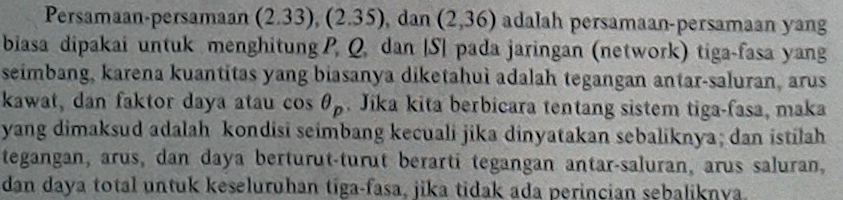 Persamaan-persamaan (2.33), (2.35), dan (2,36) adalah persamaan-persamaan yang
biasa dipakai untuk menghitung P, Q, dan |S| pada jaringan (network) tiga-fasa yang
seimbang, karena kuantitas yang biasanya diketahui adalah tegangan antar-saluran, arus
kawat, dan faktor daya atau cos θp. Jika kita berbicara tentang sistem tiga-fasa, maka
yang dimaksud adalah kondisi seimbang kecuali jika dinyatakan sebaliknya; dan istilah
tegangan, arus, dan daya berturut-turut berarti tegangan antar-saluran, arus saluran,
dan daya total untuk keseluruhan tiga-fasa, jika tidak ada perincian sebaliknya.